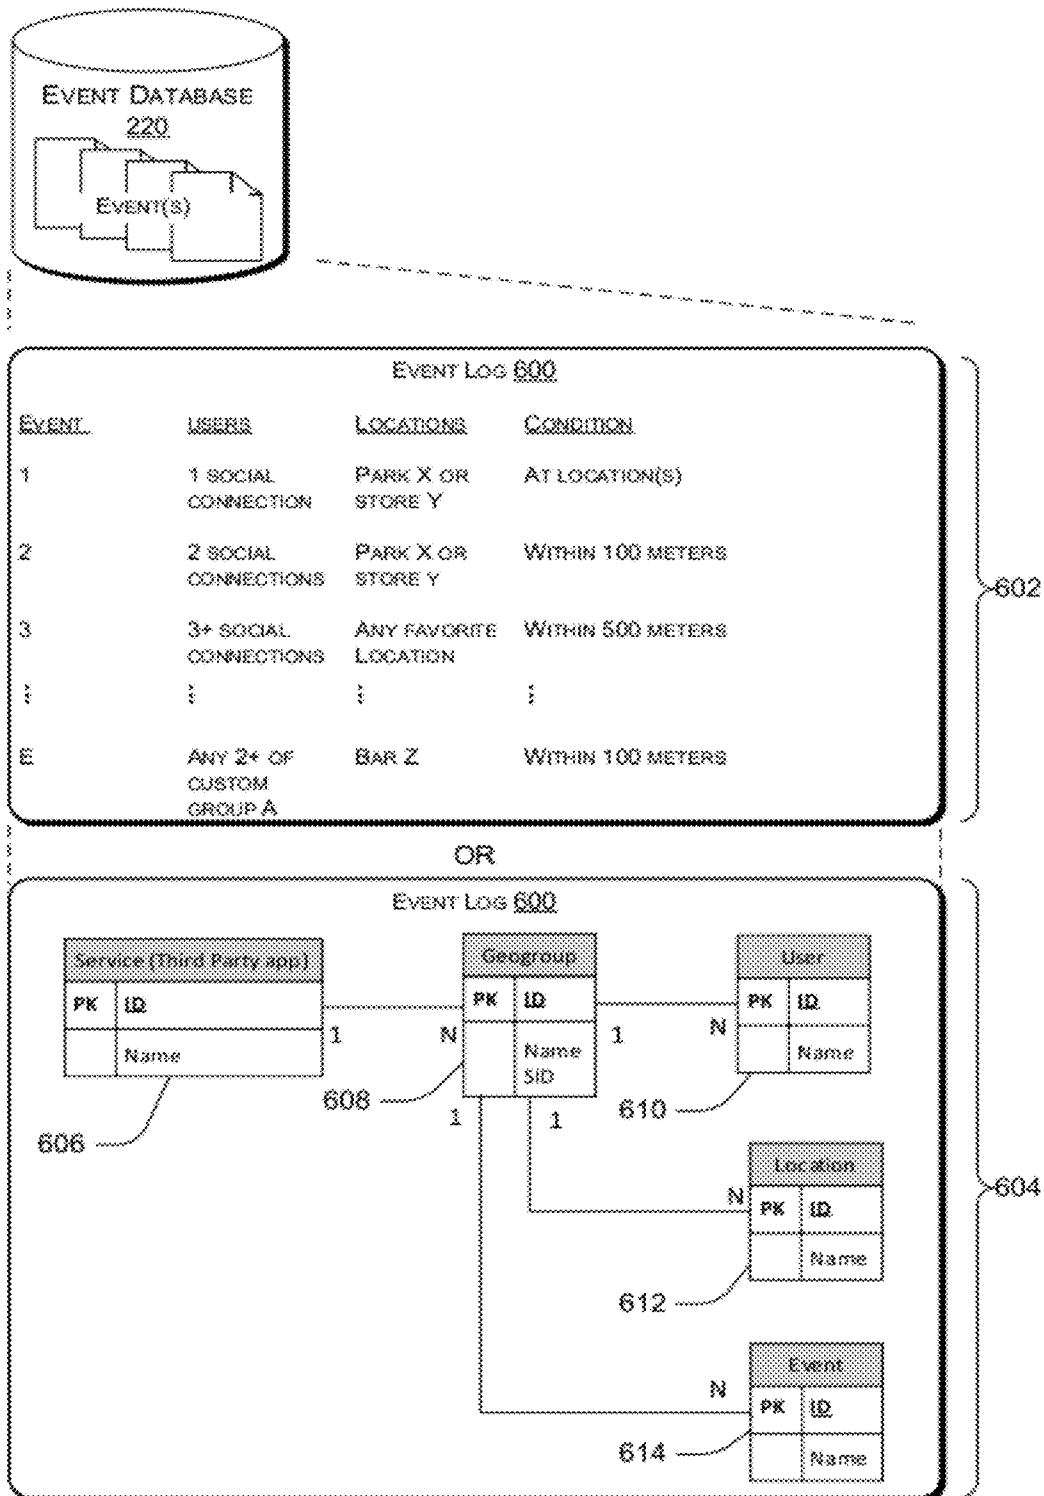 EVENT DATABASE
220
EVENT(S)
EVENT LOG 600
EVENT USERS LOCATIONS CONDITION
1 1 SOCIAL CONNECTION PARK X OR STORE Y AT LOCATION(S)
2 2 SOCIAL CONNECTIONS PARK X OR STORE Y WITHIN 100 METERS
3 3+ SOCIAL CONNECTIONS ANY FAVORITE LOCATION WITHIN 500 METERS
⋮ ⋮ ⋮ ⋮
E ANY 2+ OF CUSTOM GROUP A BAR Z WITHIN 100 METERS
602
OR
EVENT LOG 600
Service (Third Party app)
PK ID
Name
606
1
N
Geogroup
PK ID
Name
SID
608
1
N
User
PK ID
Name
610
1
1
N
Location
PK ID
Name
612
N
Event
PK ID
Name
614
604